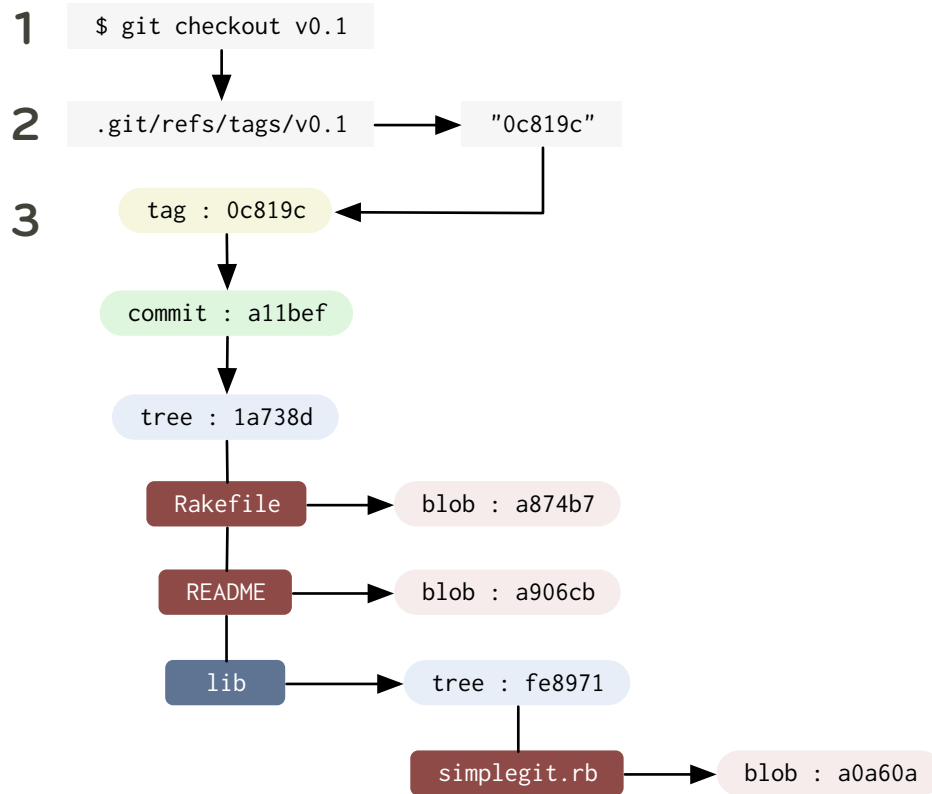 1
$ git checkout v0.1
2
.git/refs/tags/v0.1
"0c819c"
3
tag : 0c819c
commit : a11bef
tree : 1a738d
Rakefile
blob : a874b7
README
blob : a906cb
lib
tree : fe8971
simplegit.rb
blob : a0a60a